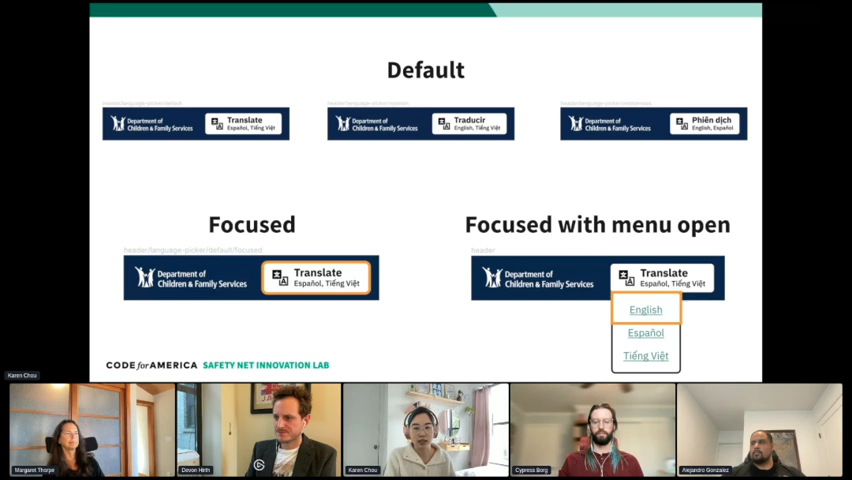 Default
header/language-picker/default
Department of
Children & Family Services
Translate
Español, Tiếng Việt
Department of
Children & Family Services
Traducir
English, Tiếng Việt
Department of
Children & Family Services
Phiên dịch
English, Español
Focused
Focused with menu open
header/language-picker/default/focused
header
Department of
Children & Family Services
Translate
Español, Tiếng Việt
Department of
Children & Family Services
Translate
Español, Tiếng Việt
English
Español
Tiếng Việt
CODE for AMERICA SAFETY NET INNOVATION LAB
Karen Chou
Margaret Thorpe
Devon Hirth
Karen Chou
Cypress Borg
Alejandro Gonzalez